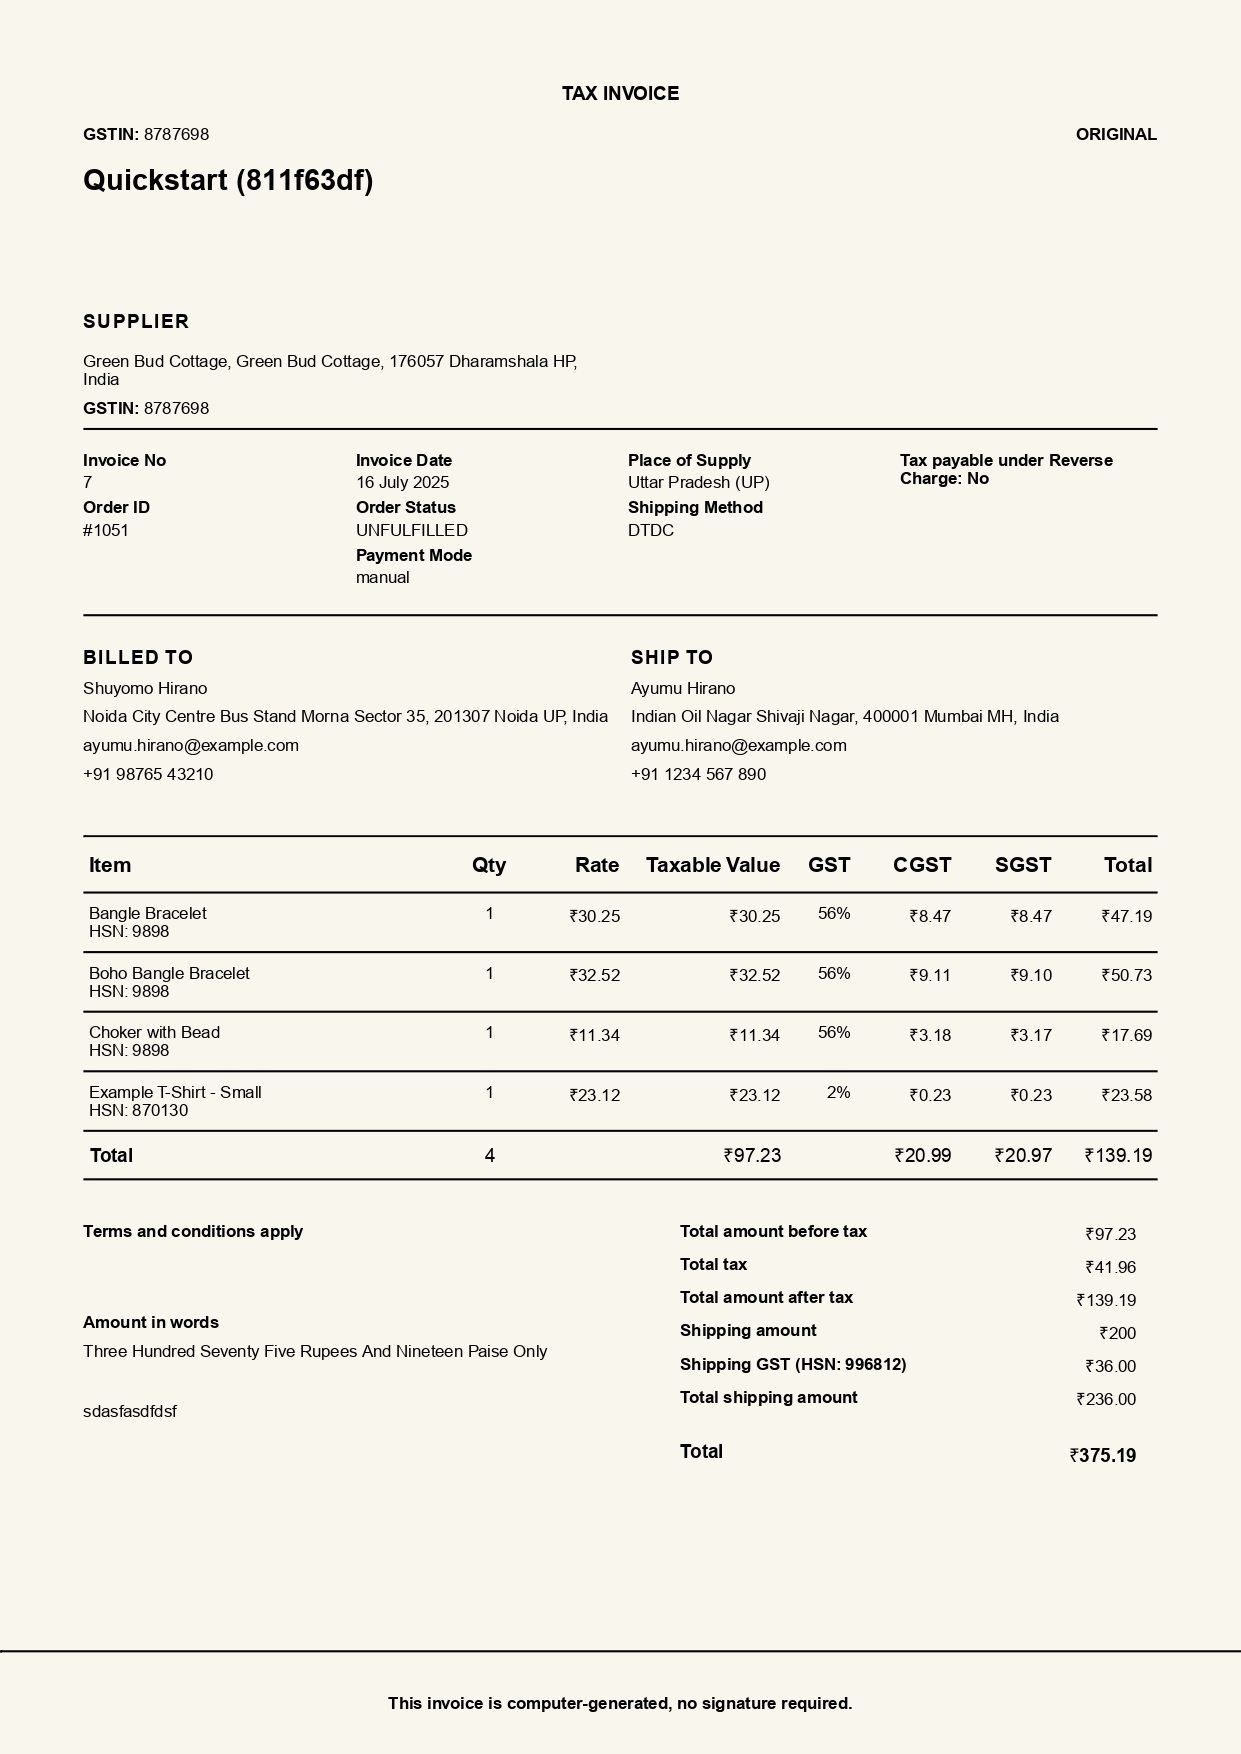 TAX INVOICE
GSTIN: 8787698 ORIGINAL
Quickstart (811f63df)
SUPPLIER
Green Bud Cottage, Green Bud Cottage, 176057 Dharamshala HP,
India
GSTIN: 8787698
Invoice No
7
Order ID
#1051
Invoice Date
16 July 2025
Order Status
UNFULFILLED
Payment Mode
manual
Place of Supply
Uttar Pradesh (UP)
Shipping Method
DTDC
Tax payable under Reverse
Charge: No
BILLED TO
Shuyomo Hirano
Noida City Centre Bus Stand Morna Sector 35, 201307 Noida UP, India
ayumu.hirano@example.com
+91 98765 43210
SHIP TO
Ayumu Hirano
Indian Oil Nagar Shivaji Nagar, 400001 Mumbai MH, India
ayumu.hirano@example.com
+91 1234 567 890
Item Qty Rate Taxable Value GST CGST SGST Total
Bangle Bracelet 1 ₹30.25 ₹30.25 56% ₹8.47 ₹8.47 ₹47.19
HSN: 9898
Boho Bangle Bracelet 1 ₹32.52 ₹32.52 56% ₹9.11 ₹9.10 ₹50.73
HSN: 9898
Choker with Bead 1 ₹11.34 ₹11.34 56% ₹3.18 ₹3.17 ₹17.69
HSN: 9898
Example T-Shirt - Small 1 ₹23.12 ₹23.12 2% ₹0.23 ₹0.23 ₹23.58
HSN: 870130
Total 4 ₹97.23 ₹20.99 ₹20.97 ₹139.19
Terms and conditions apply
Amount in words
Three Hundred Seventy Five Rupees And Nineteen Paise Only
sdasfasdfdsf
Total amount before tax ₹97.23
Total tax ₹41.96
Total amount after tax ₹139.19
Shipping amount ₹200
Shipping GST (HSN: 996812) ₹36.00
Total shipping amount ₹236.00
Total ₹375.19
This invoice is computer-generated, no signature required.